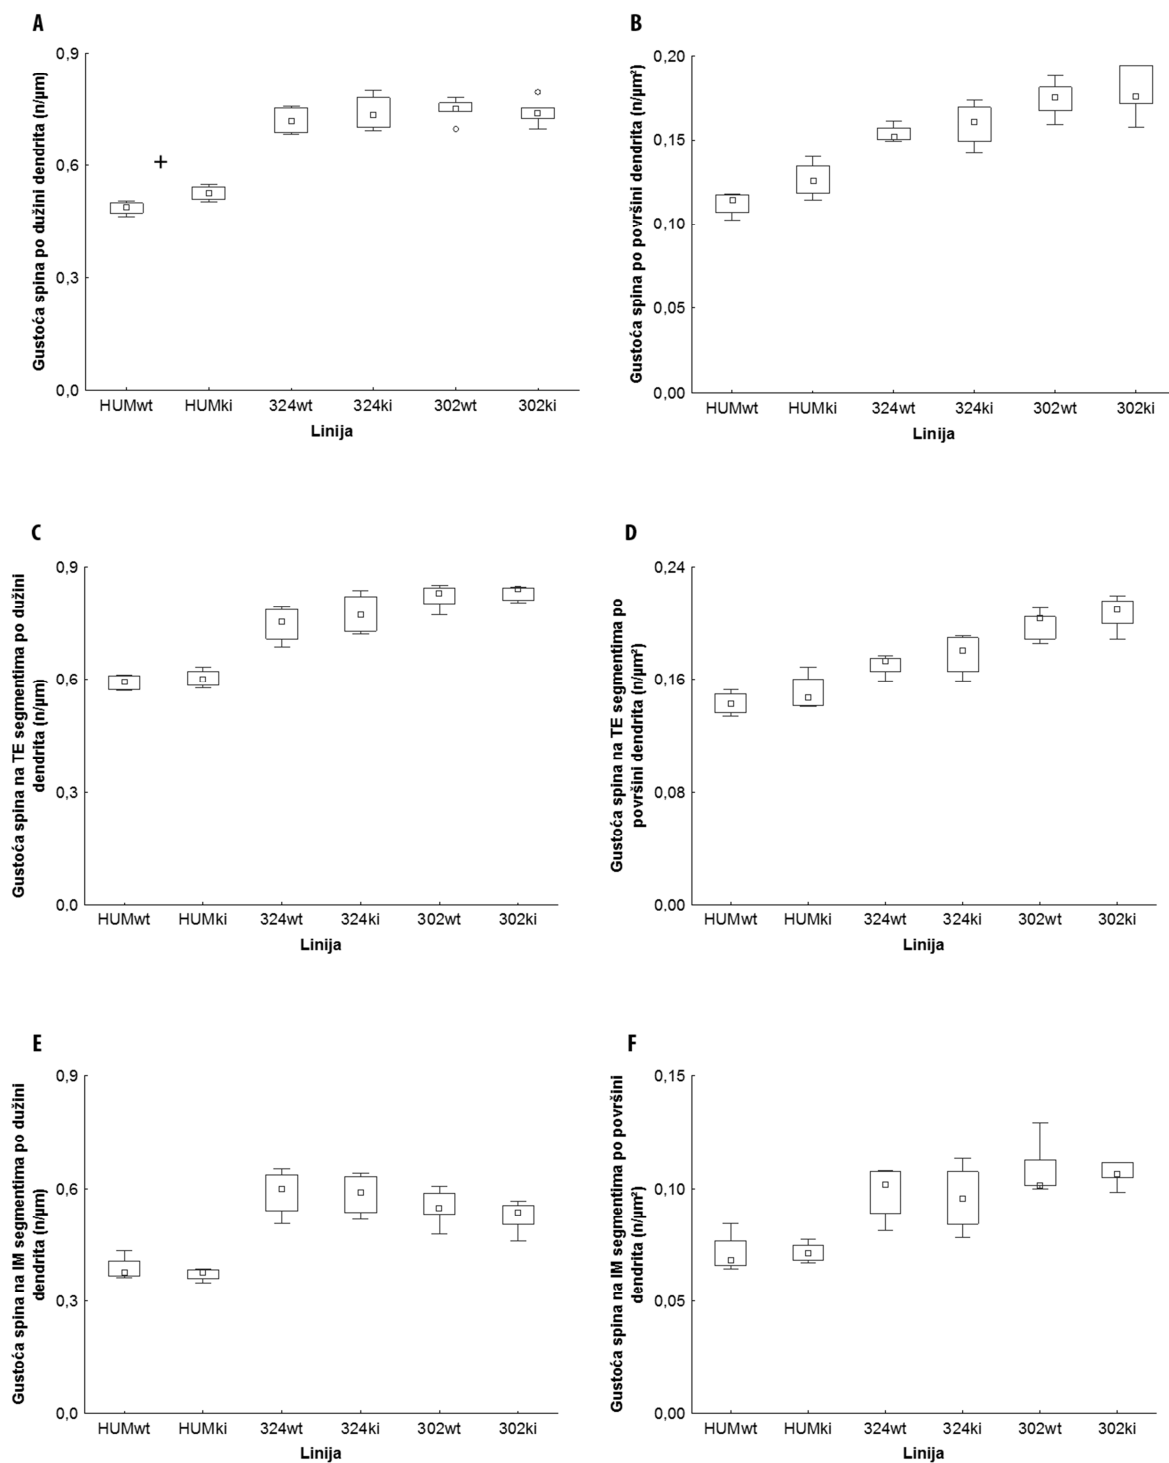 A
Gustoća spina po dužini dendrita (n/µm)
0,9
0,6
0,3
0,0
+
HUMwt HUMki 324wt 324ki 302wt 302ki
Linija
B
Gustoća spina po površini dendrita (n/µm²)
0,20
0,15
0,10
0,05
0,00
HUMwt HUMki 324wt 324ki 302wt 302ki
Linija
C
Gustoća spina na TE segmentima po dužini
dendrita (n/µm)
0,9
0,6
0,3
0,0
HUMwt HUMki 324wt 324ki 302wt 302ki
Linija
D
Gustoća spina na TE segmentima po
površini dendrita (n/µm²)
0,24
0,16
0,08
0,00
HUMwt HUMki 324wt 324ki 302wt 302ki
Linija
E
Gustoća spina na IM segmentima po dužini
dendrita (n/µm)
0,9
0,6
0,3
0,0
HUMwt HUMki 324wt 324ki 302wt 302ki
Linija
F
Gustoća spina na IM segmentima po površini
dendrita (n/µm²)
0,15
0,10
0,05
0,00
HUMwt HUMki 324wt 324ki 302wt 302ki
Linija